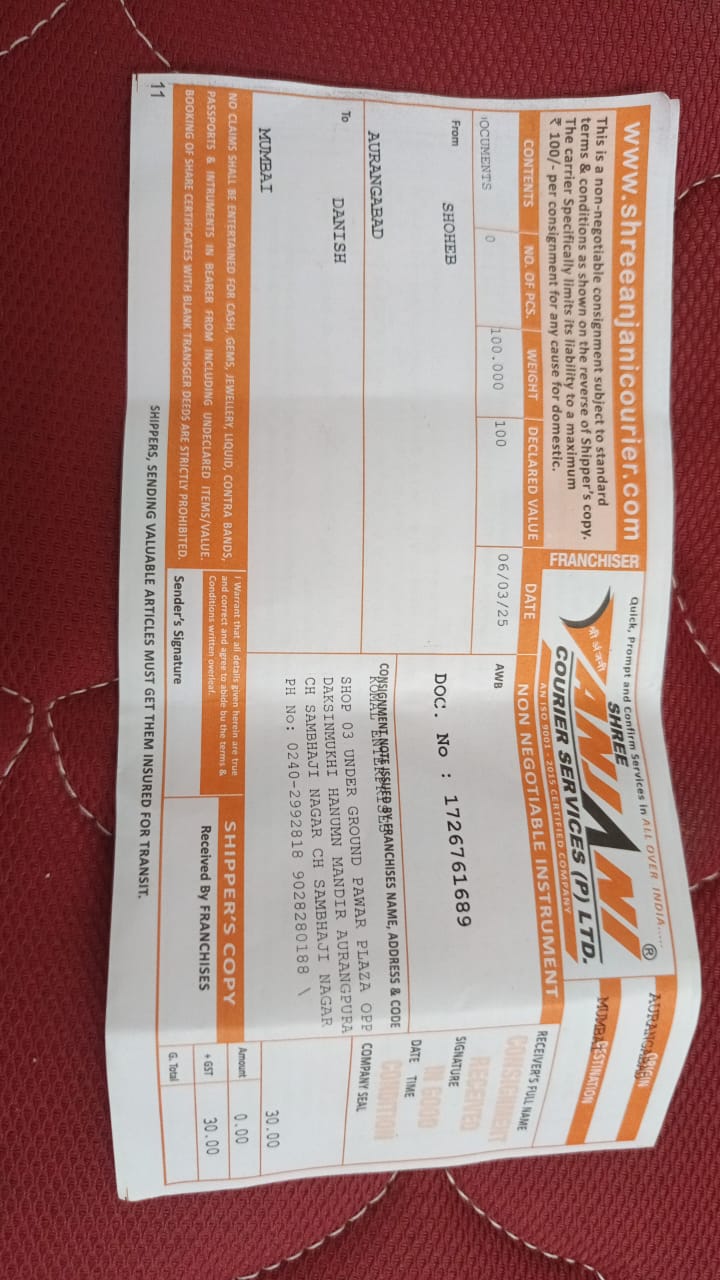 www.shreeanjanicourier.com
This is a non-negotiable consignment subject to standard
terms & conditions as shown on the reverse of Shipper's copy.
The carrier Specifically limits its liability to a maximum
₹ 100/- per consignment for any cause for domestic.
FRANCHISER
Quick, Prompt and Confirm Services in ALL OVER INDIA.....
श्री अंजनी
SHREE
ANJANI ®
COURIER SERVICES (P) LTD.
AN ISO 9001 - 2015 CERTIFIED COMPANY
ORIGIN
AURANGABAD
DESTINATION
MUMBAI
CONTENTS NO. OF PCS. WEIGHT DECLARED VALUE DATE
OCUMENTS 0 100.000 100 06/03/25
NON NEGOTIABLE INSTRUMENT
AWB
DOC. No : 1726761689
From SHOHEB
AURANGABAD
To DANISH
MUMBAI
CONSIGNMENT NOTE ISSUED BY FRANCHISES NAME, ADDRESS & CODE
KOMAL ENTERPRISES
SHOP 03 UNDER GROUND PAWAR PLAZA OPP
DAKSINMUKHI HANUMN MANDIR AURANGPURA
CH SAMBHAJI NAGAR CH SAMBHAJI NAGAR
PH No: 0240-2992818 9028280188 \
RECEIVER'S FULL NAME
CONSIGNMENT
RECEIVED
SIGNATURE
IN GOOD
DATE TIME
CONDITION
COMPANY SEAL
30.00
Amount 0.00
+ GST 30.00
G. Total
NO CLAIMS SHALL BE ENTERTAINED FOR CASH, GEMS, JEWELLERY, LIQUID, CONTRA BANDS,
PASSPORTS & INTRUMENTS IN BEARER FROM INCLUDING UNDECLARED ITEMS/VALUE.
BOOKING OF SHARE CERTIFICATES WITH BLANK TRANSGER DEEDS ARE STRICTLY PROHIBITED.
I Warrant that all details given herein are true
and correct and agree to abide bu the terms &
Conditions written overleaf.
Sender's Signature
SHIPPER'S COPY
Received By FRANCHISES
11
SHIPPERS, SENDING VALUABLE ARTICLES MUST GET THEM INSURED FOR TRANSIT.